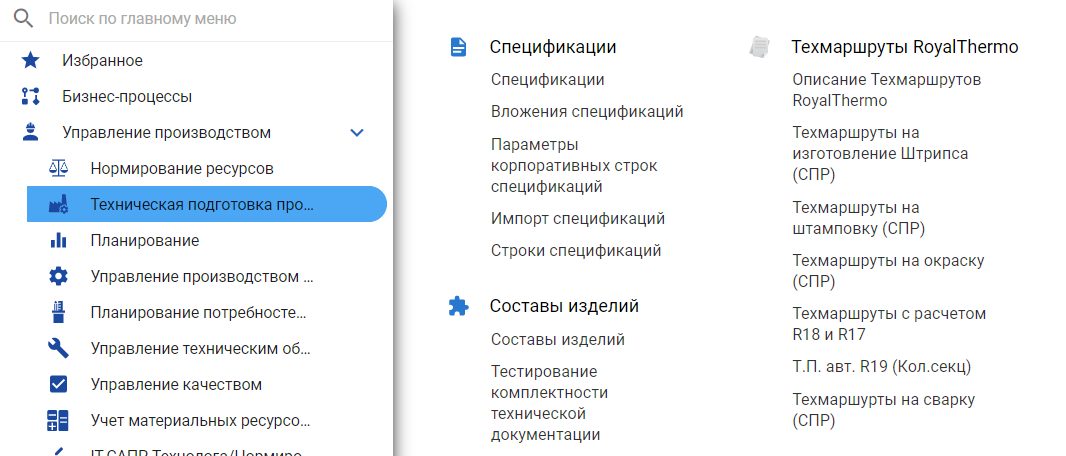 Поиск по главному меню
Избранное
Бизнес-процессы
Управление производством
Нормирование ресурсов
Техническая подготовка про...
Планирование
Управление производством ...
Планирование потребносте...
Управление техническим об...
Управление качеством
Учет материальных ресурсо...
Спецификации
Спецификации
Вложения спецификаций
Параметры
корпоративных строк
спецификаций
Импорт спецификаций
Строки спецификаций
Составы изделий
Составы изделий
Тестирование
комплектности
технической
документации
Техмаршруты RoyalThermo
Описание Техмаршрутов
RoyalThermo
Техмаршруты на
изготовление Штрипса
(СПР)
Техмаршруты на
штамповку (СПР)
Техмаршруты на окраску
(СПР)
Техмаршруты с расчетом
R18 и R17
Т.П. авт. R19 (Кол.секц)
Техмаршурты на сварку
(СПР)